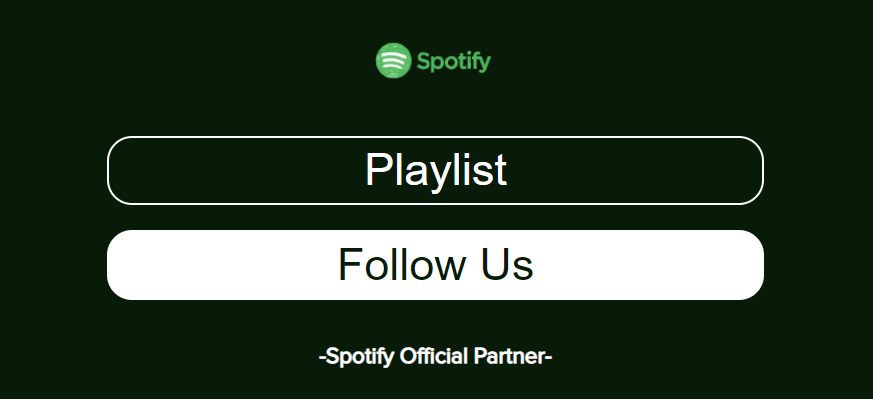 Spotify
Playlist
Follow Us
-Spotify Official Partner-